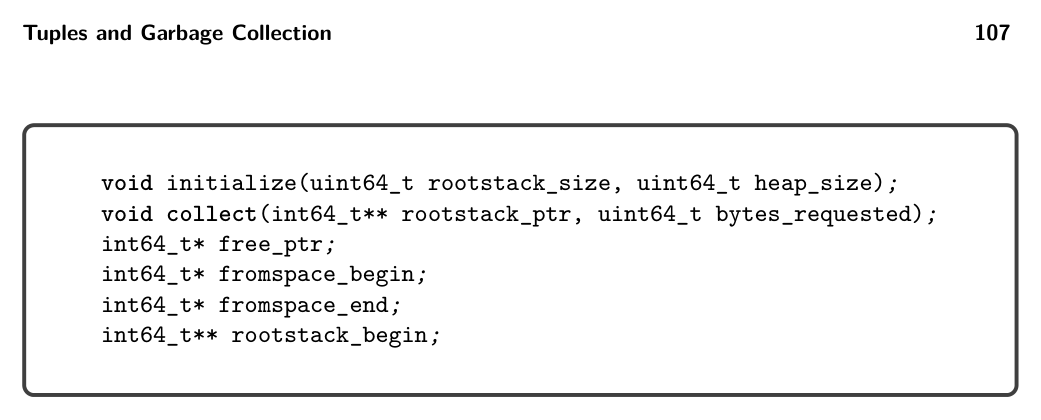 Tuples and Garbage Collection 107
void initialize(uint64_t rootstack_size, uint64_t heap_size);
void collect(int64_t** rootstack_ptr, uint64_t bytes_requested);
int64_t* free_ptr;
int64_t* fromspace_begin;
int64_t* fromspace_end;
int64_t** rootstack_begin;